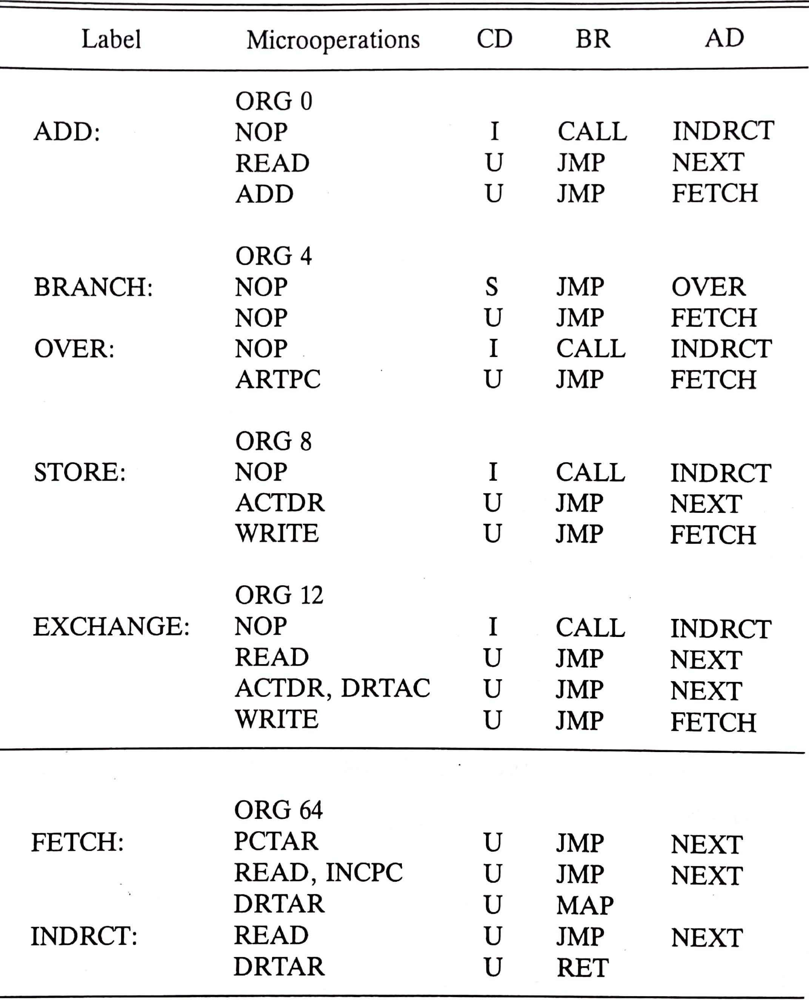 Label Microoperations CD BR AD
ORG 0
ADD: NOP I CALL INDRCT
READ U JMP NEXT
ADD U JMP FETCH
ORG 4
BRANCH: NOP S JMP OVER
NOP U JMP FETCH
OVER: NOP I CALL INDRCT
ARTPC U JMP FETCH
ORG 8
STORE: NOP I CALL INDRCT
ACTDR U JMP NEXT
WRITE U JMP FETCH
ORG 12
EXCHANGE: NOP I CALL INDRCT
READ U JMP NEXT
ACTDR, DRTAC U JMP NEXT
WRITE U JMP FETCH
ORG 64
FETCH: PCTAR U JMP NEXT
READ, INCPC U JMP NEXT
DRTAR U MAP
INDRCT: READ U JMP NEXT
DRTAR U RET